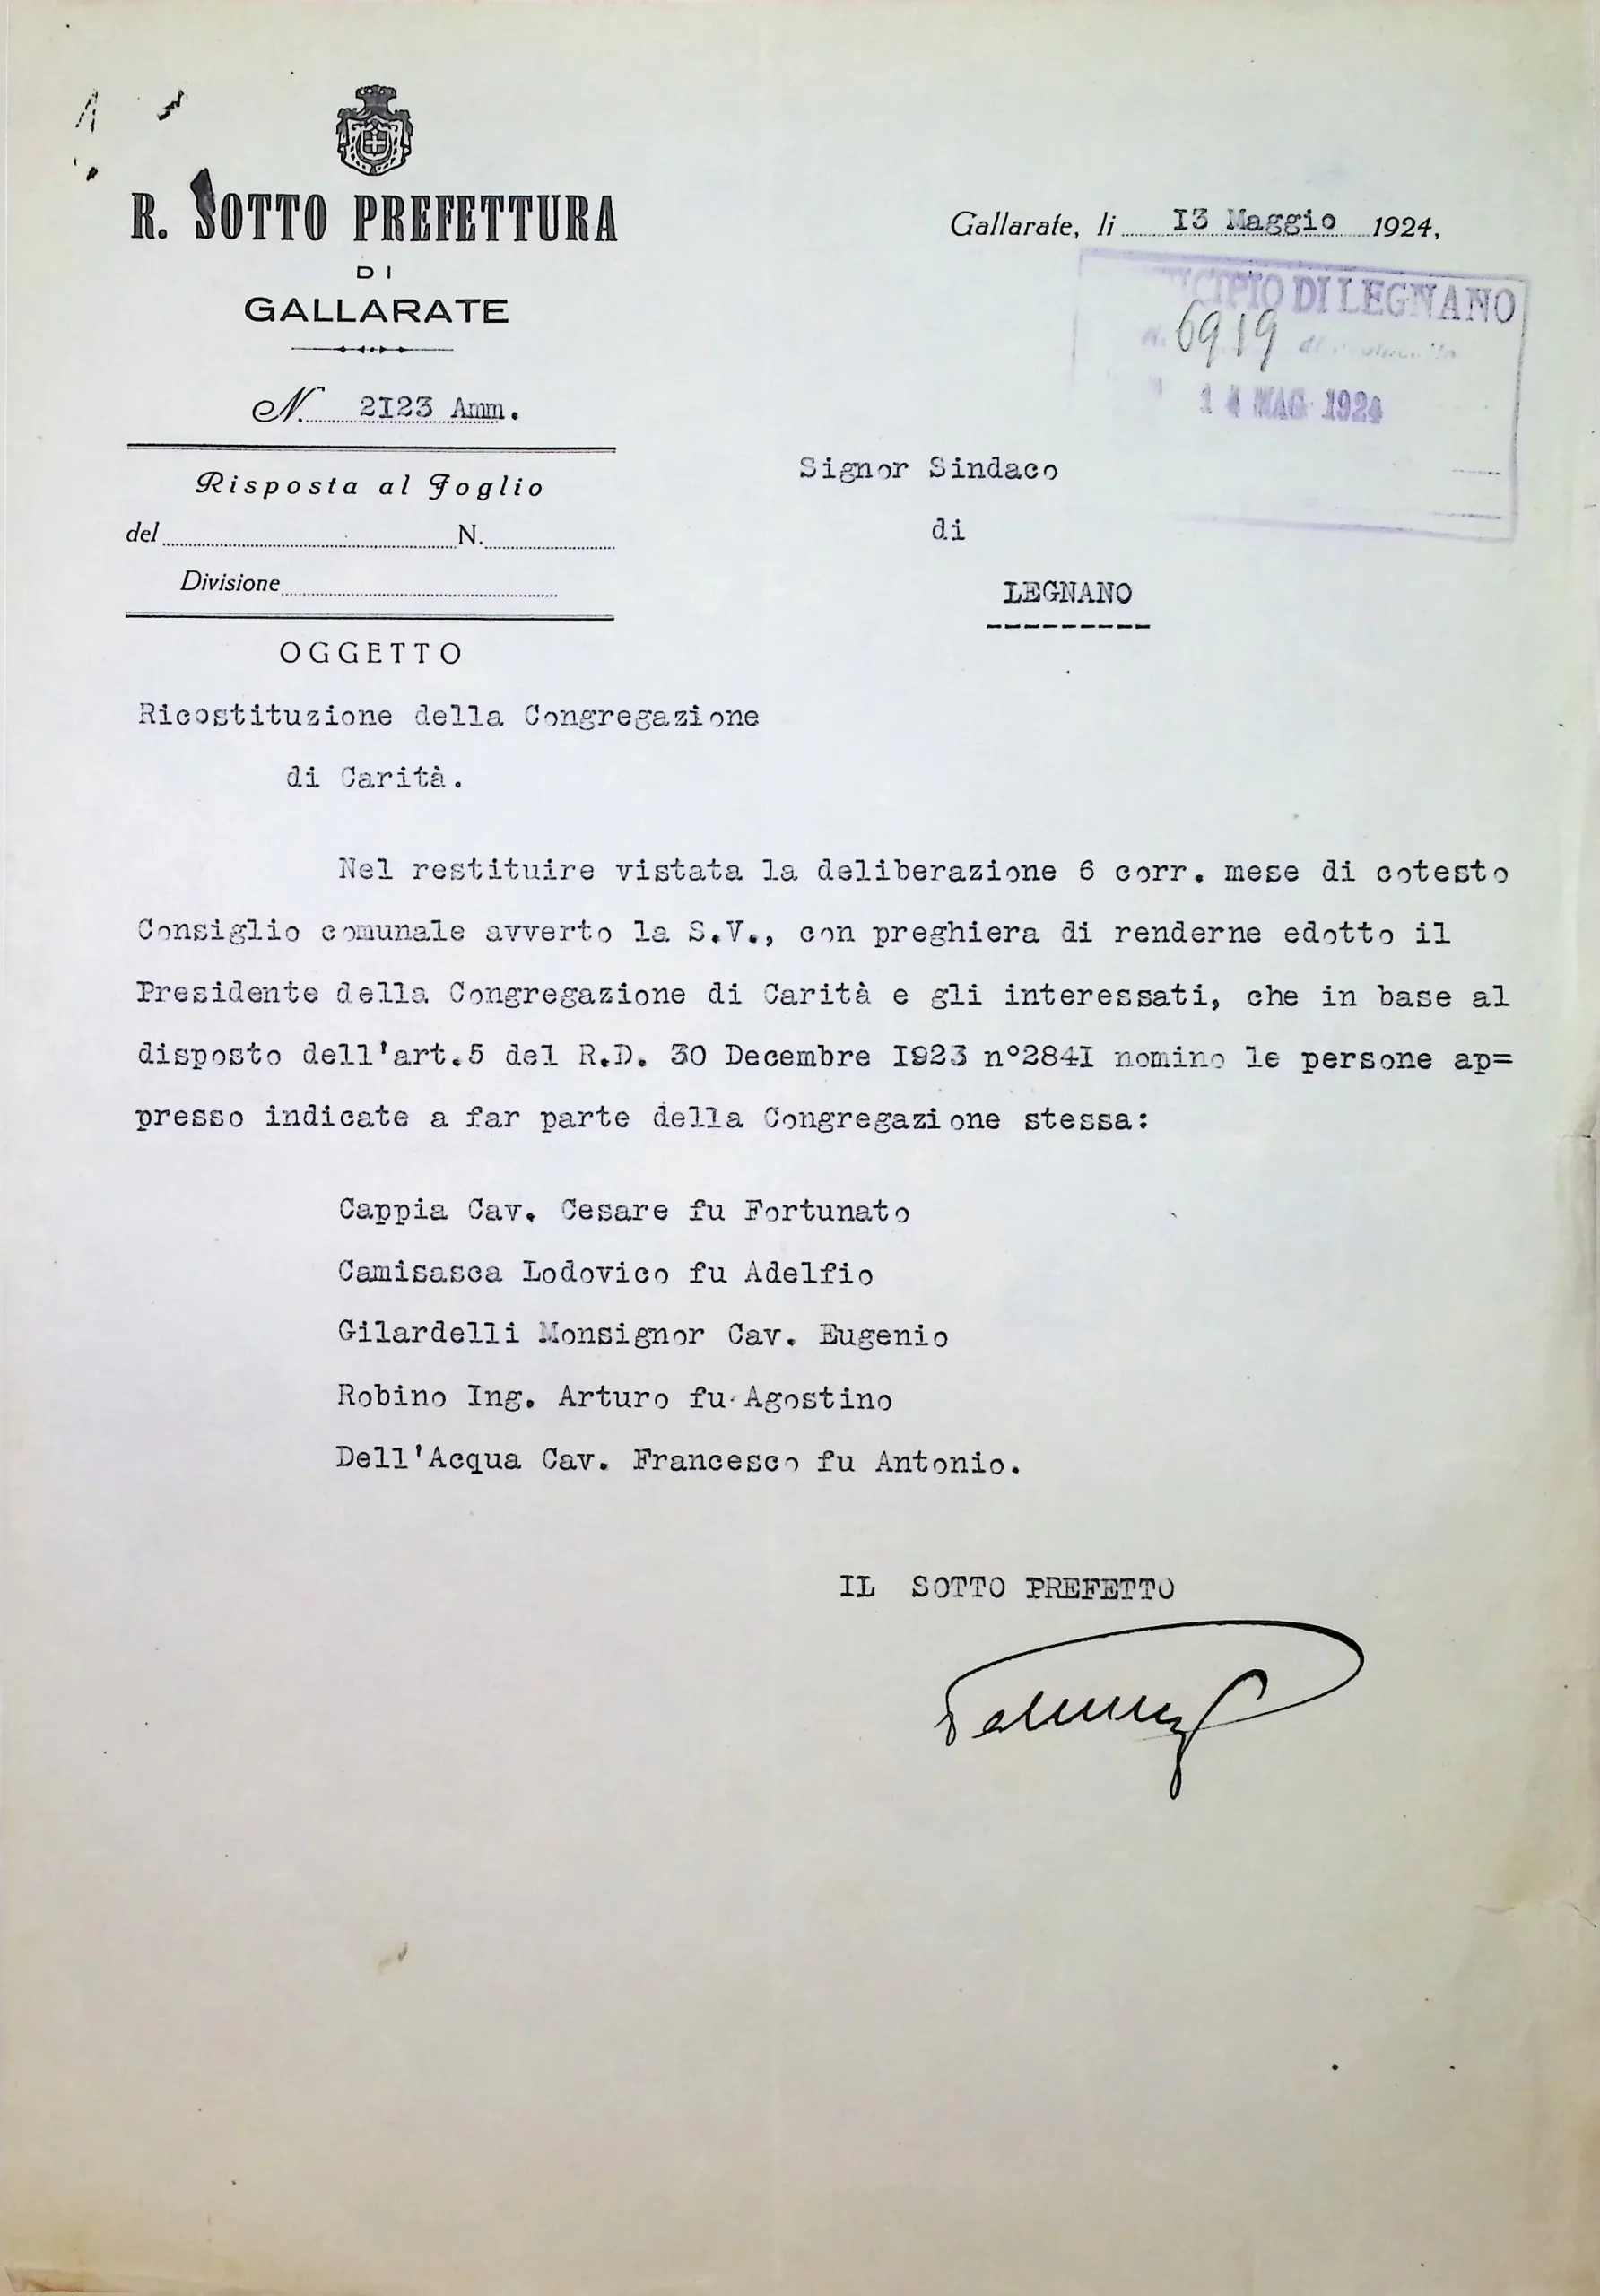 R. SOTTO PREFETTURA
DI
GALLARATE
N. 2123 Amm.
Risposta al Foglio
del N.
Divisione
OGGETTO
Ricostituzione della Congregazione
di Carità.
Gallarate, li 13 Maggio 1924,
DI LEGNANO
N. 6919 di
14 MAG 1924
Signor Sindaco
di
LEGNANO
Nel restituire vistata la deliberazione 6 corr. mese di cotesto
Consiglio comunale avverto la S.V., con preghiera di renderne edotto il
Presidente della Congregazione di Carità e gli interessati, che in base al
disposto dell'art.5 del R.D. 30 Decembre I923 n°284I nomino le persone ap=
presso indicate a far parte della Congregazione stessa:
Cappia Cav. Cesare fu Fortunato
Camisasca Lodovico fu Adelfio
Gilardelli Monsignor Cav. Eugenio
Robino Ing. Arturo fu Agostino
Dell'Acqua Cav. Francesco fu Antonio.
IL SOTTO PREFETTO